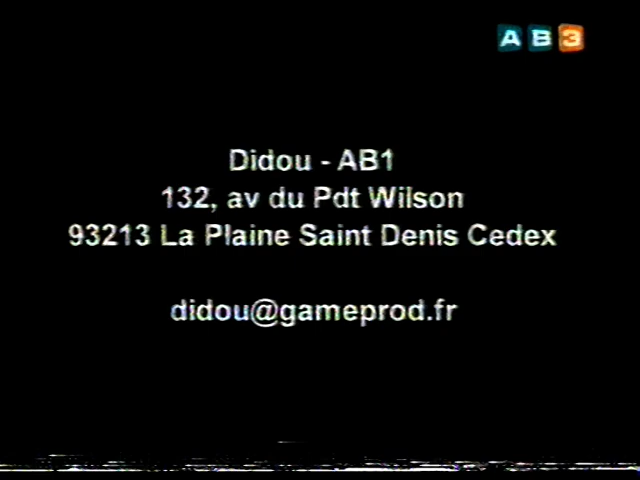 AB3
Didou - AB1
132, av du Pdt Wilson
93213 La Plaine Saint Denis Cedex
didou@gameprod.fr